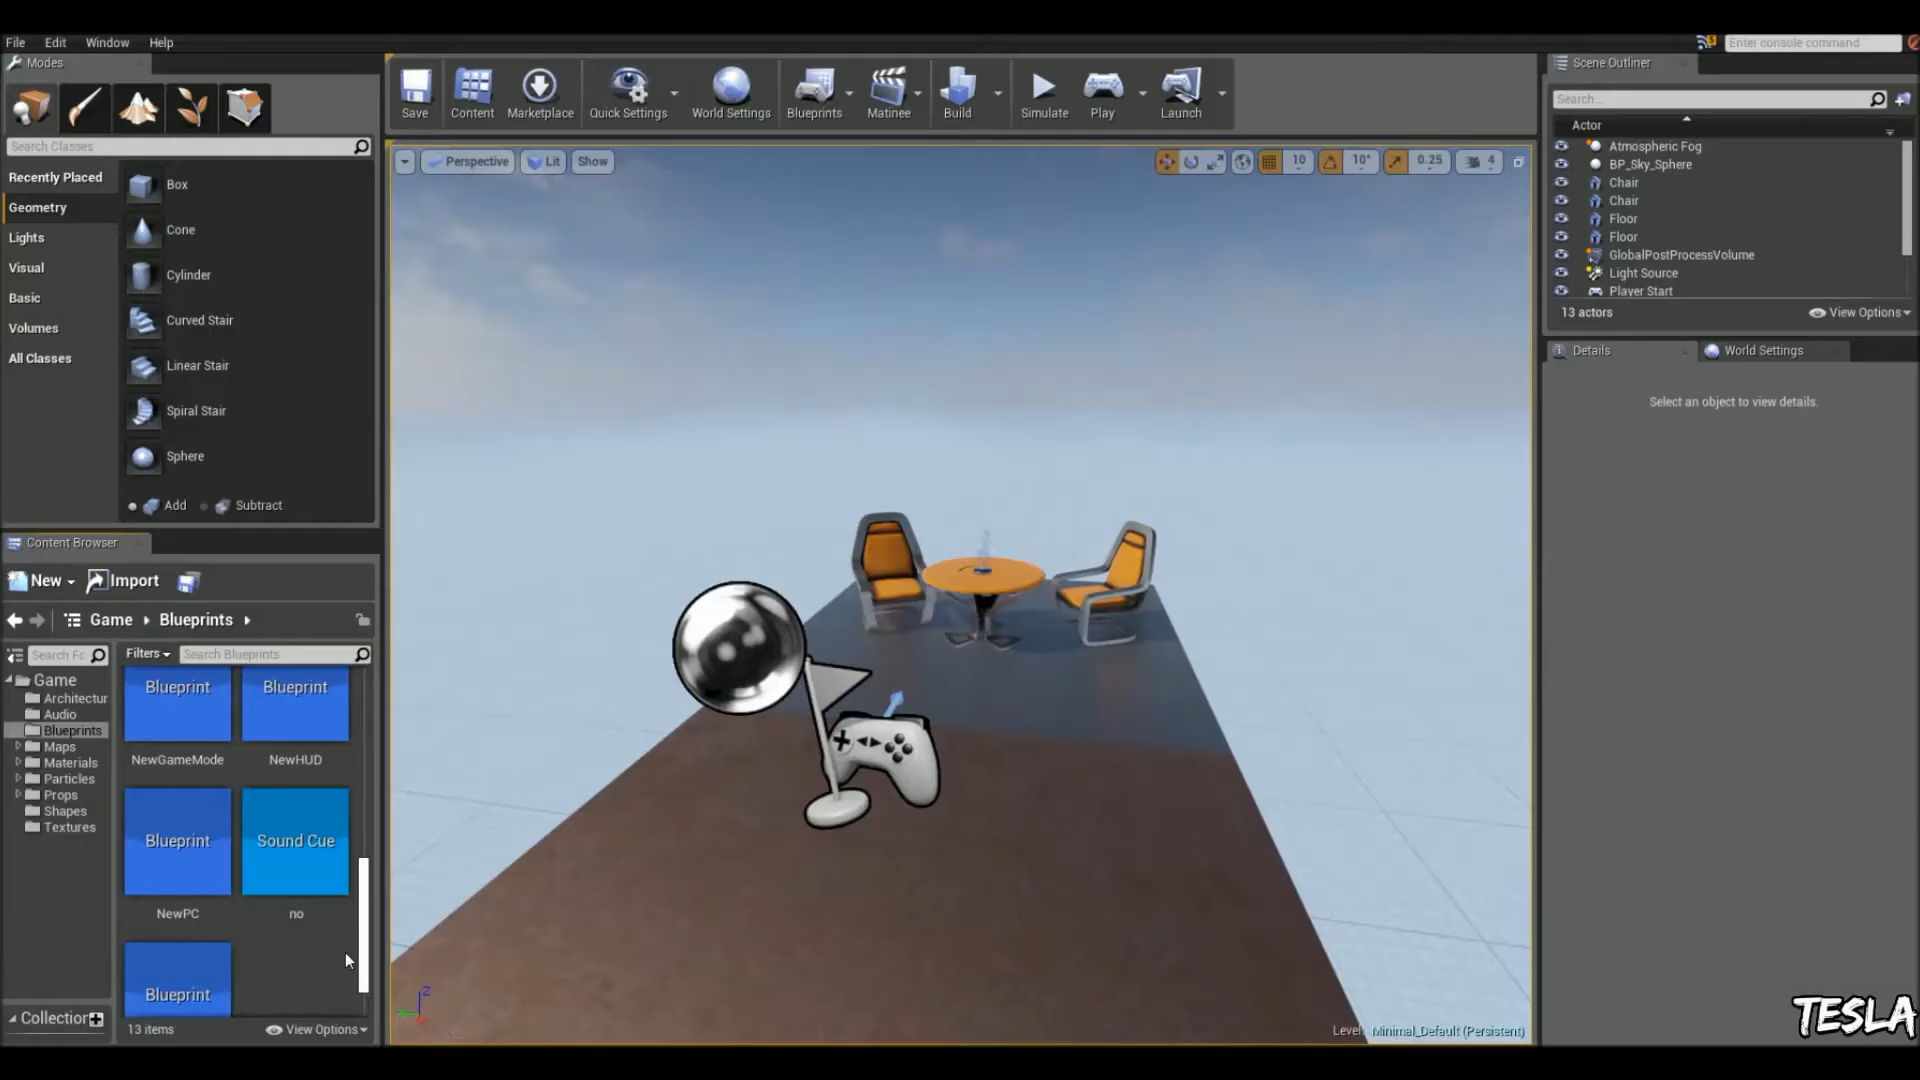 File Edit Window Help
Enter console command
Modes
Scene Outliner
Save Content Marketplace Quick Settings World Settings Blueprints Matinee Build Simulate Play Launch
Search...
Search Classes
Actor
Perspective Lit Show 10 10° 0.25 4
Atmospheric Fog
BP_Sky_Sphere
Chair
Chair
Floor
Floor
GlobalPostProcessVolume
Light Source
Player Start
13 actors View Options
Details World Settings
Select an object to view details.
Recently Placed
Geometry
Lights
Visual
Basic
Volumes
All Classes
Box
Cone
Cylinder
Curved Stair
Linear Stair
Spiral Stair
Sphere
Add Subtract
Content Browser
New Import
Game Blueprints
Search Fc Filters Search Blueprints
Game
Architectur
Audio
Blueprints
Maps
Materials
Particles
Props
Shapes
Textures
Blueprint Blueprint
NewGameMode NewHUD
Blueprint Sound Cue
NewPC no
Blueprint
Collection
13 items View Options
Z
Level: Minimal_Default (Persistent)
TESLA